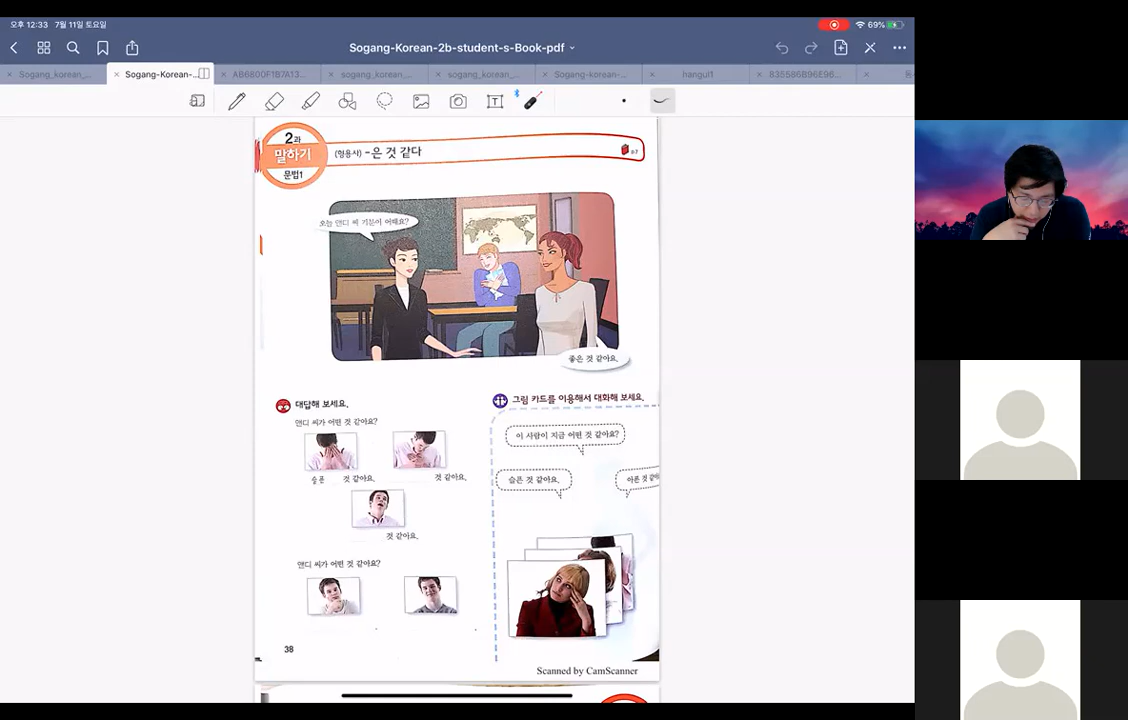 오후 12:33 7월 11일 토요일
69%
Sogang-Korean-2b-student-s-Book-pdf
Sogang_korean_...
Sogang-Korean-...
AB6800F1B7A13...
sogang_korean_...
sogang_korean_...
Sogang-korean-...
hangul1
835586B96E96...
2과
말하기
문법1
(형용사) -은 것 같다
p.7
오늘 앤디 씨 기분이 어때요?
좋은 것 같아요.
대답해 보세요.
앤디 씨가 어떤 것 같아요?
슬픈 것 같아요.
것 같아요.
것 같아요.
앤디 씨가 어떤 것 같아요?
그림 카드를 이용해서 대화해 보세요.
이 사람이 지금 어떤 것 같아요?
슬픈 것 같아요.
아픈 것 같아
38
Scanned by CamScanner